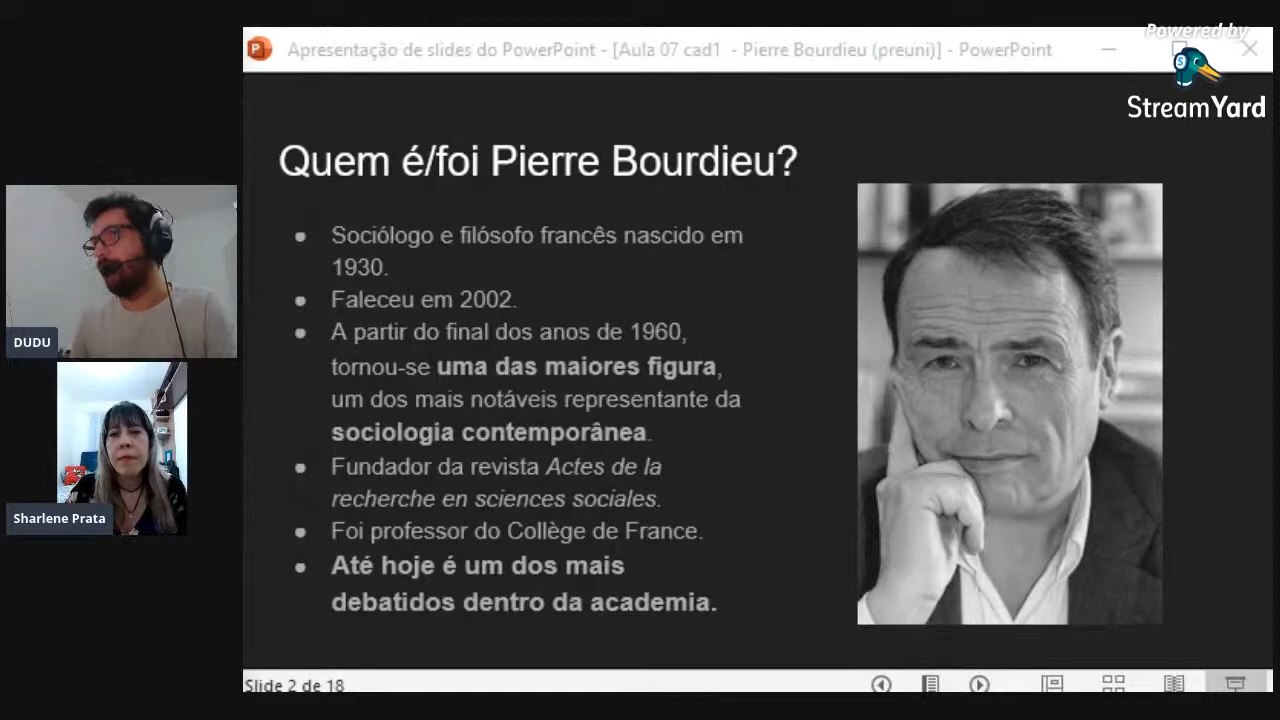 Powered by
StreamYard
Apresentação de slides do PowerPoint - [Aula 07 cad1 - Pierre Bourdieu (preuni)] - PowerPoint
Quem é/foi Pierre Bourdieu?
● Sociólogo e filósofo francês nascido em
1930.
● Faleceu em 2002.
● A partir do final dos anos de 1960,
tornou-se uma das maiores figura,
um dos mais notáveis representante da
sociologia contemporânea.
● Fundador da revista Actes de la
recherche en sciences sociales.
● Foi professor do Collège de France.
● Até hoje é um dos mais
debatidos dentro da academia.
DUDU
Sharlene Prata
Slide 2 de 18